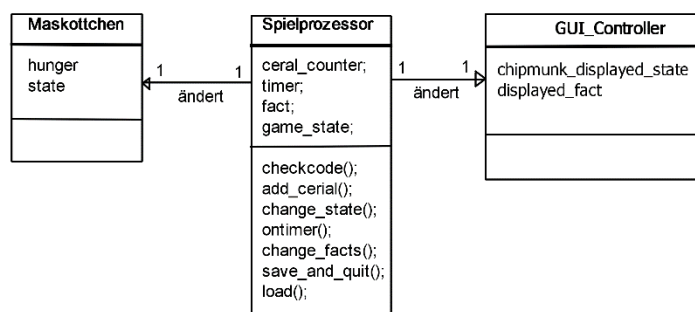 Maskottchen
hunger
state
1
1
ändert
Spielprozessor
ceral_counter;
timer;
fact;
game_state;
checkcode();
add_cerial();
change_state();
ontimer();
change_facts();
save_and_quit();
load();
1
1
ändert
GUI_Controller
chipmunk_displayed_state
displayed_fact